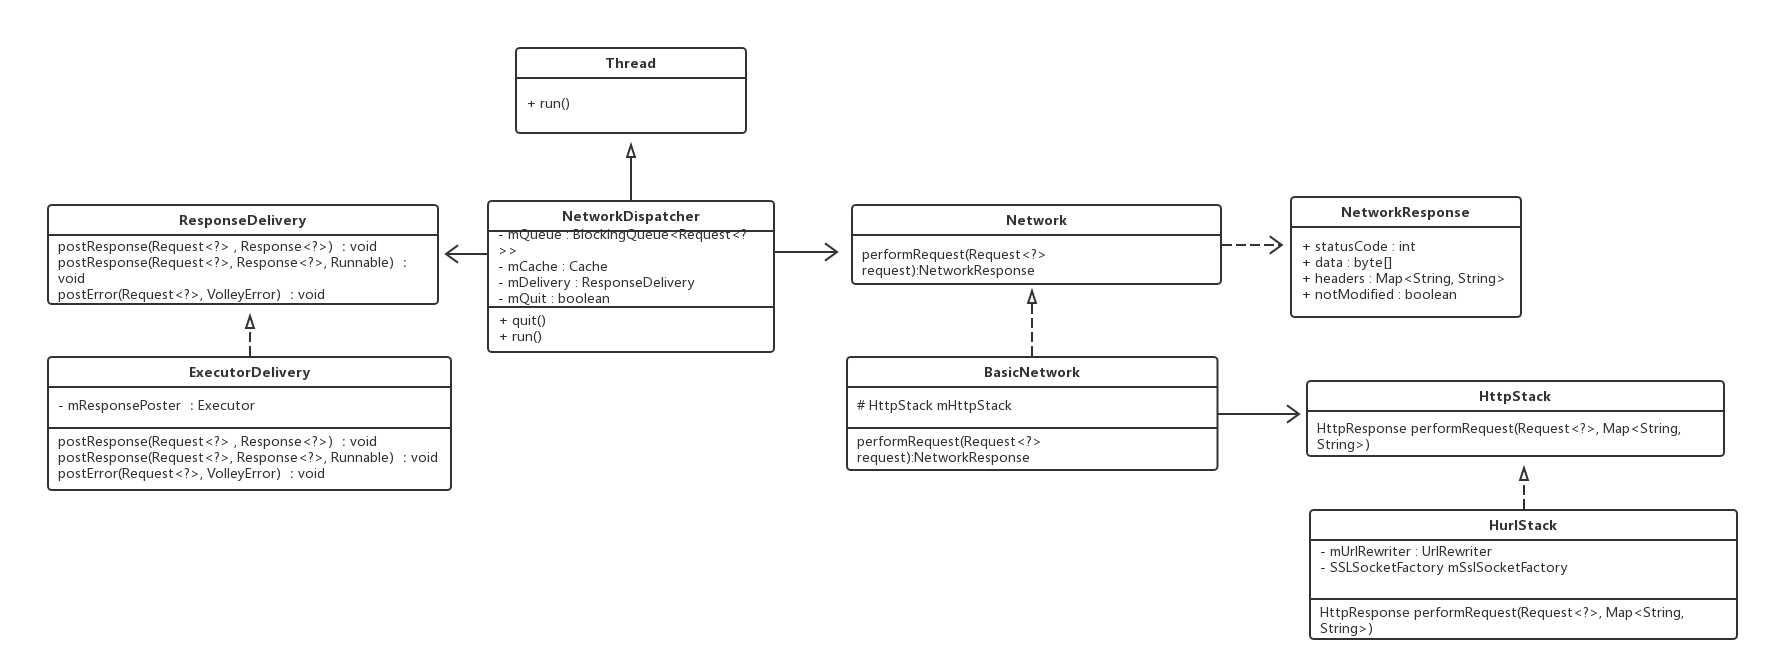 Thread
+ run()
ResponseDelivery
postResponse(Request<?> , Response<?>) : void
postResponse(Request<?>, Response<?>, Runnable) :
void
postError(Request<?>, VolleyError) : void
NetworkDispatcher
- mQueue : BlockingQueue<Request<?
>>
- mCache : Cache
- mDelivery : ResponseDelivery
- mQuit : boolean
+ quit()
+ run()
Network
performRequest(Request<?>
request):NetworkResponse
NetworkResponse
+ statusCode : int
+ data : byte[]
+ headers : Map<String, String>
+ notModified : boolean
ExecutorDelivery
- mResponsePoster : Executor
postResponse(Request<?> , Response<?>) : void
postResponse(Request<?>, Response<?>, Runnable) : void
postError(Request<?>, VolleyError) : void
BasicNetwork
# HttpStack mHttpStack
performRequest(Request<?>
request):NetworkResponse
HttpStack
HttpResponse performRequest(Request<?>, Map<String,
String>)
HurlStack
- mUrlRewriter : UrlRewriter
- SSLSocketFactory mSslSocketFactory
HttpResponse performRequest(Request<?>, Map<String,
String>)